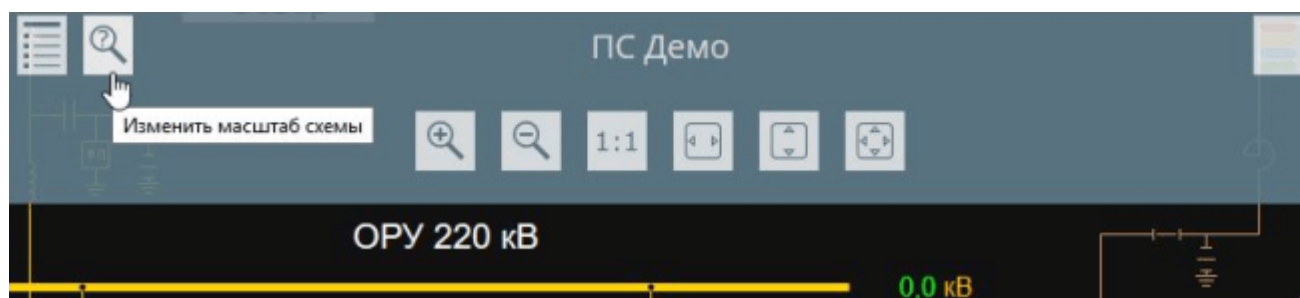 ПС Демо
Изменить масштаб схемы
1:1
ОРУ 220 кВ
0,0 кВ